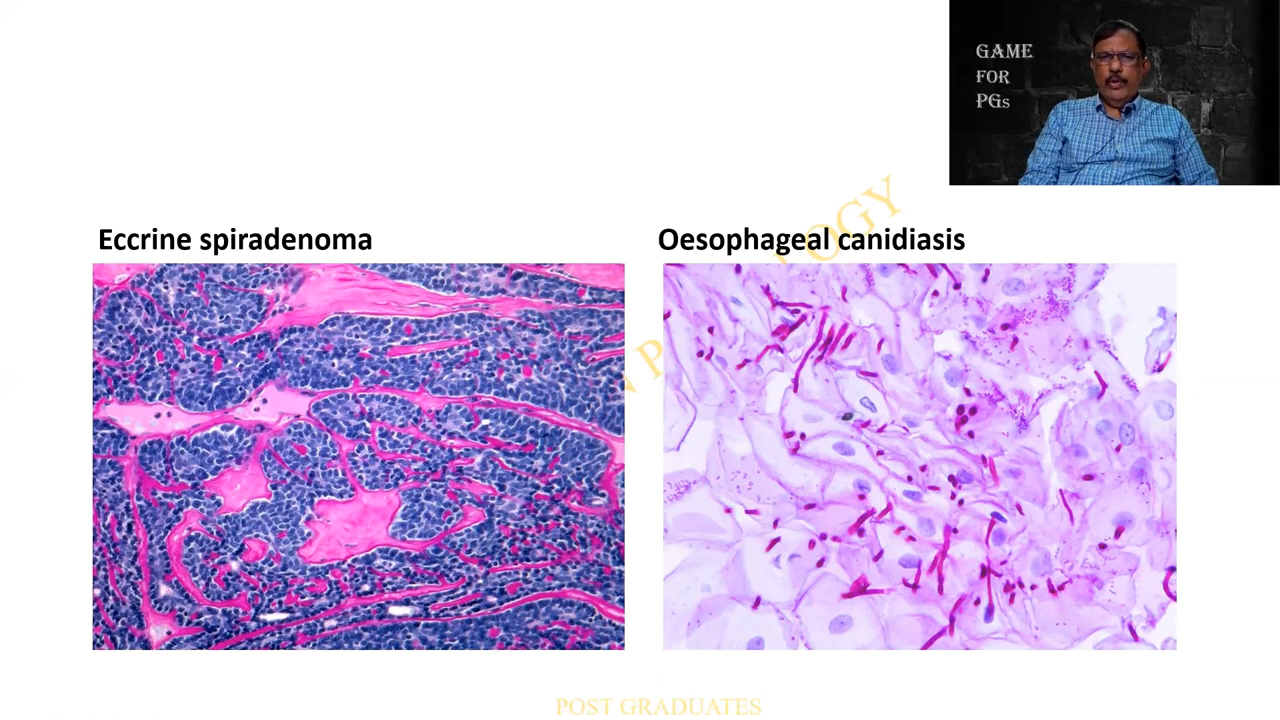 GAME
FOR
PGs
Eccrine spiradenoma
Oesophageal canidiasis
POST GRADUATES